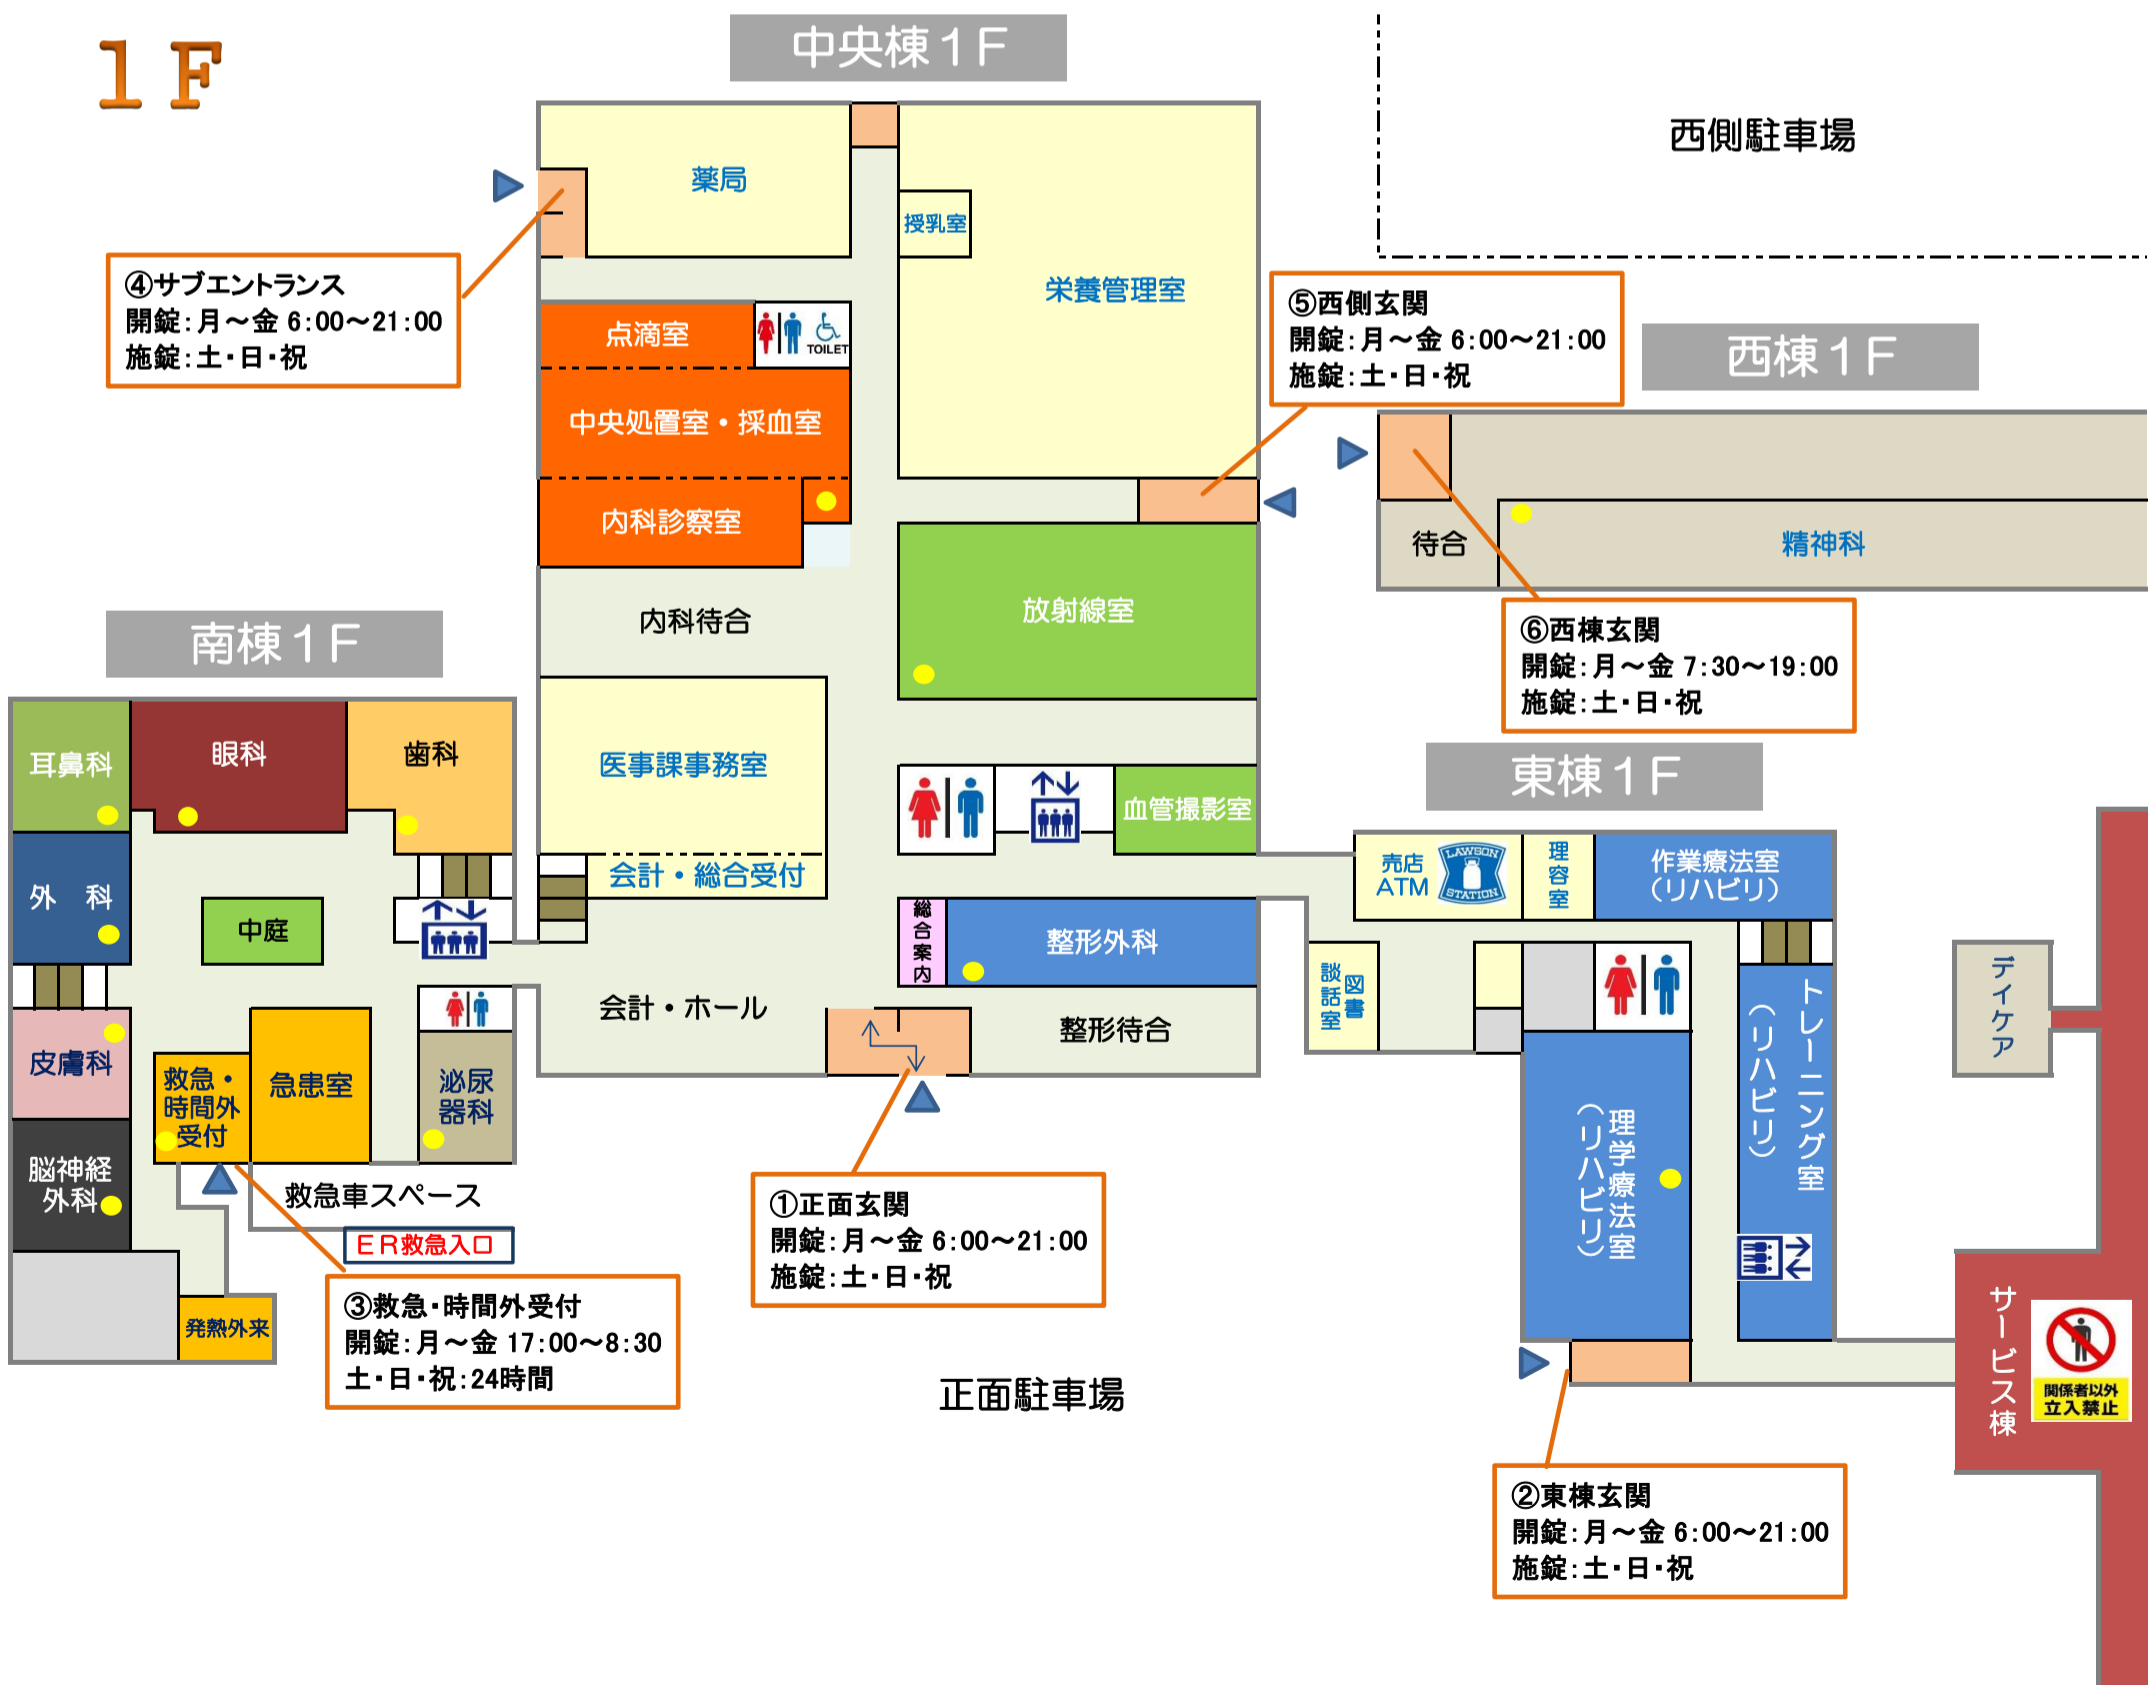 １Ｆ
中央棟１Ｆ
西側駐車場
薬局
授乳室
栄養管理室
④サブエントランス
開錠：月～金 6：00～21：00
施錠：土・日・祝
点滴室
TOILET
中央処置室・採血室
内科診察室
⑤西側玄関
開錠：月～金 6：00～21：00
施錠：土・日・祝
西棟１Ｆ
待合
精神科
内科待合
放射線室
⑥西棟玄関
開錠：月～金 7：30～19：00
施錠：土・日・祝
南棟１Ｆ
耳鼻科
眼科
歯科
医事課事務室
会計・総合受付
血管撮影室
東棟１Ｆ
売店
ATM
LAWSON
STATION
理容室
作業療法室
（リハビリ）
外　科
中庭
総合案内
整形外科
図書
談話室
デイケア
会計・ホール
整形待合
トレーニング室
（リハビリ）
皮膚科
救急・
時間外
受付
急患室
泌尿
器科
理学療法室
（リハビリ）
脳神経
外科
救急車スペース
ＥＲ救急入口
発熱外来
①正面玄関
開錠：月～金 6：00～21：00
施錠：土・日・祝
③救急・時間外受付
開錠：月～金 17：00～8：30
土・日・祝：24時間
正面駐車場
サービス棟
関係者以外
立入禁止
②東棟玄関
開錠：月～金 6：00～21：00
施錠：土・日・祝